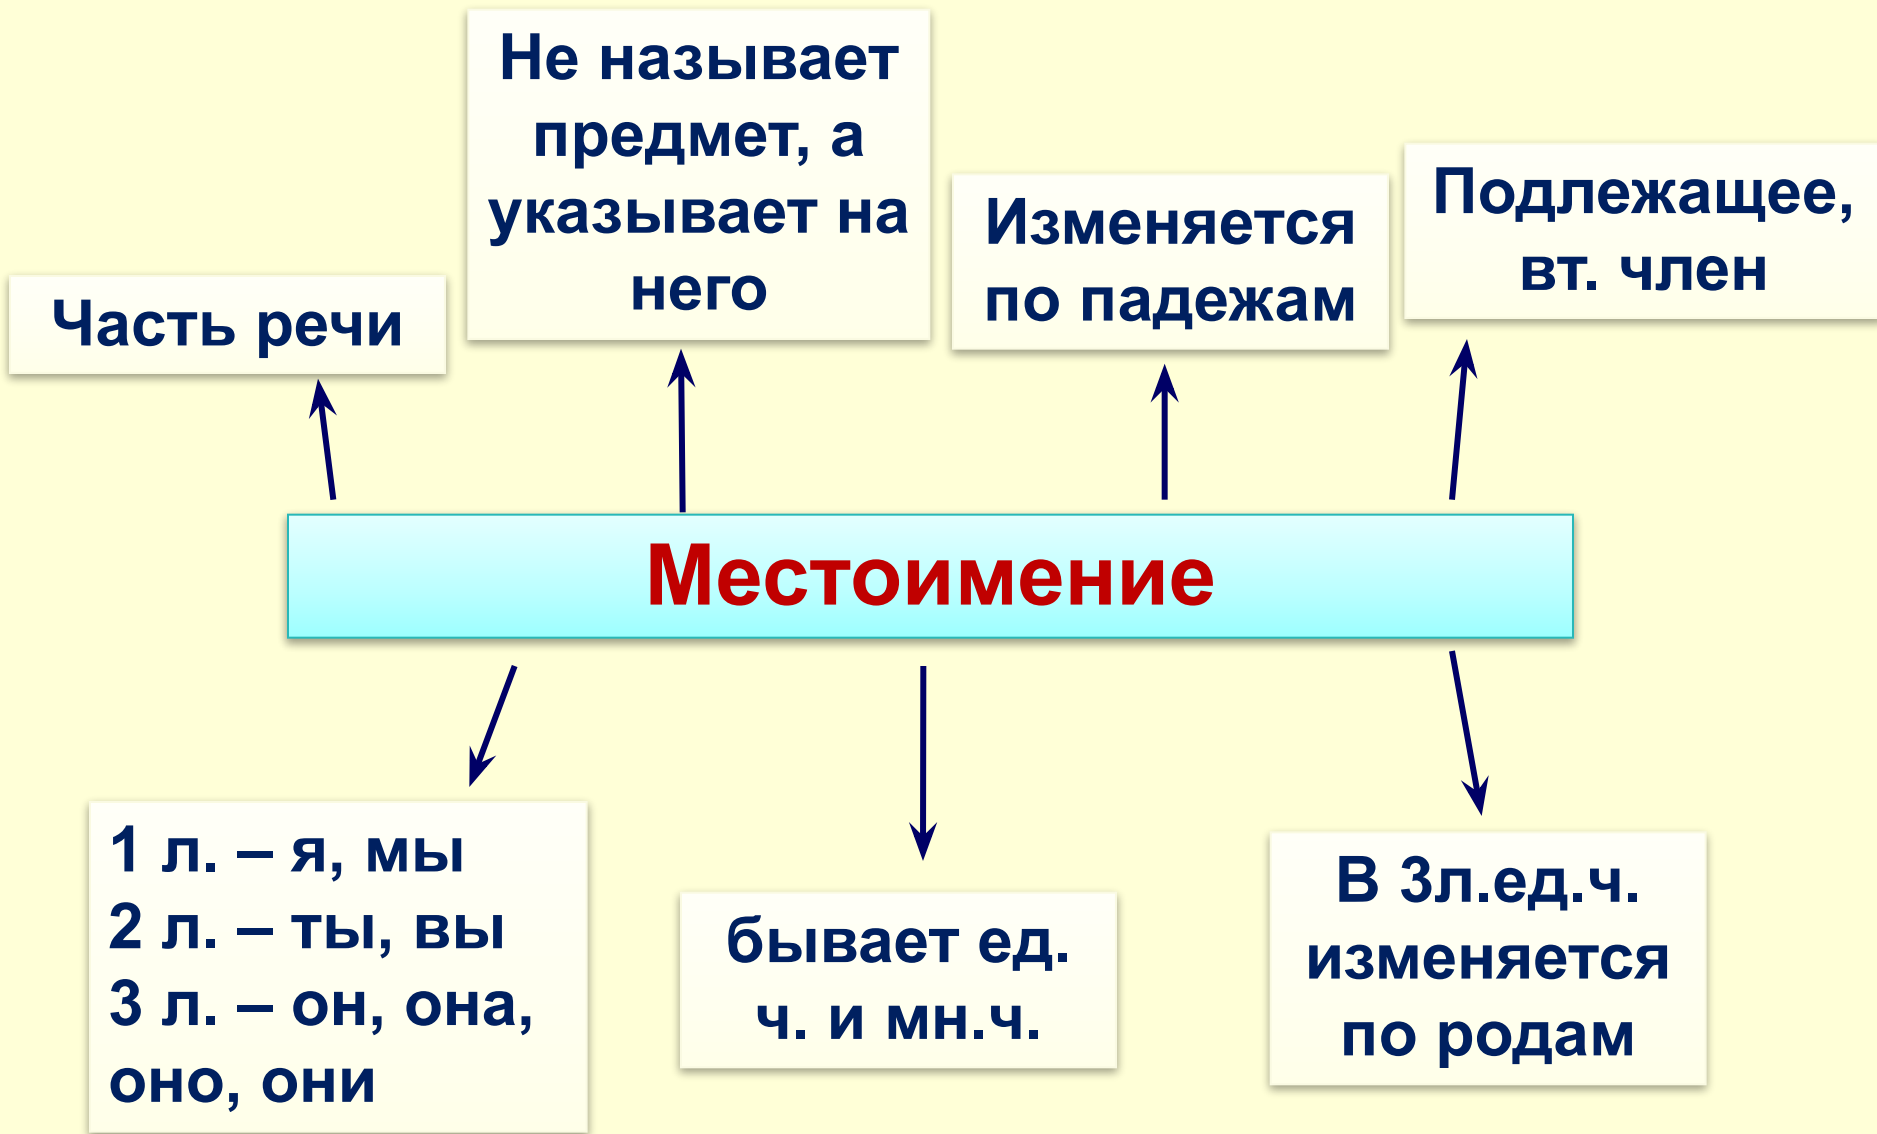 Не называет
предмет, а
указывает на
него
Часть речи
Изменяется
по падежам
Подлежащее,
вт. член
Местоимение
1 л. – я, мы
2 л. – ты, вы
3 л. – он, она,
оно, они
бывает ед.
ч. и мн.ч.
В 3л.ед.ч.
изменяется
по родам